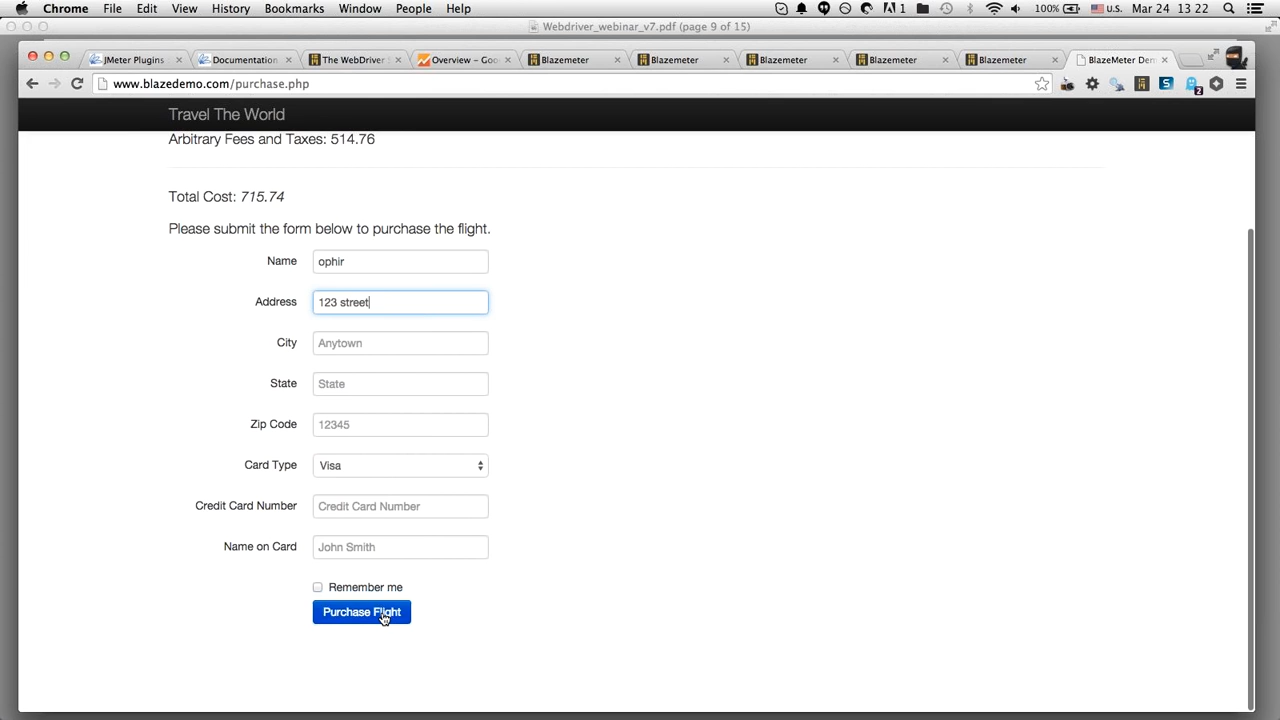 Chrome File Edit View History Bookmarks Window People Help 1 100% U.S. Mar 24 13:22
Webdriver_webinar_v7.pdf (page 9 of 15)
JMeter Plugins Documentation The WebDriver Overview – Goo Blazemeter Blazemeter Blazemeter Blazemeter Blazemeter BlazeMeter Dem
www.blazedemo.com/purchase.php S 2
Travel The World
Arbitrary Fees and Taxes: 514.76
Total Cost: 715.74
Please submit the form below to purchase the flight.
Name ophir
Address 123 street
City Anytown
State State
Zip Code 12345
Card Type Visa
Credit Card Number Credit Card Number
Name on Card John Smith
Remember me
Purchase Flight